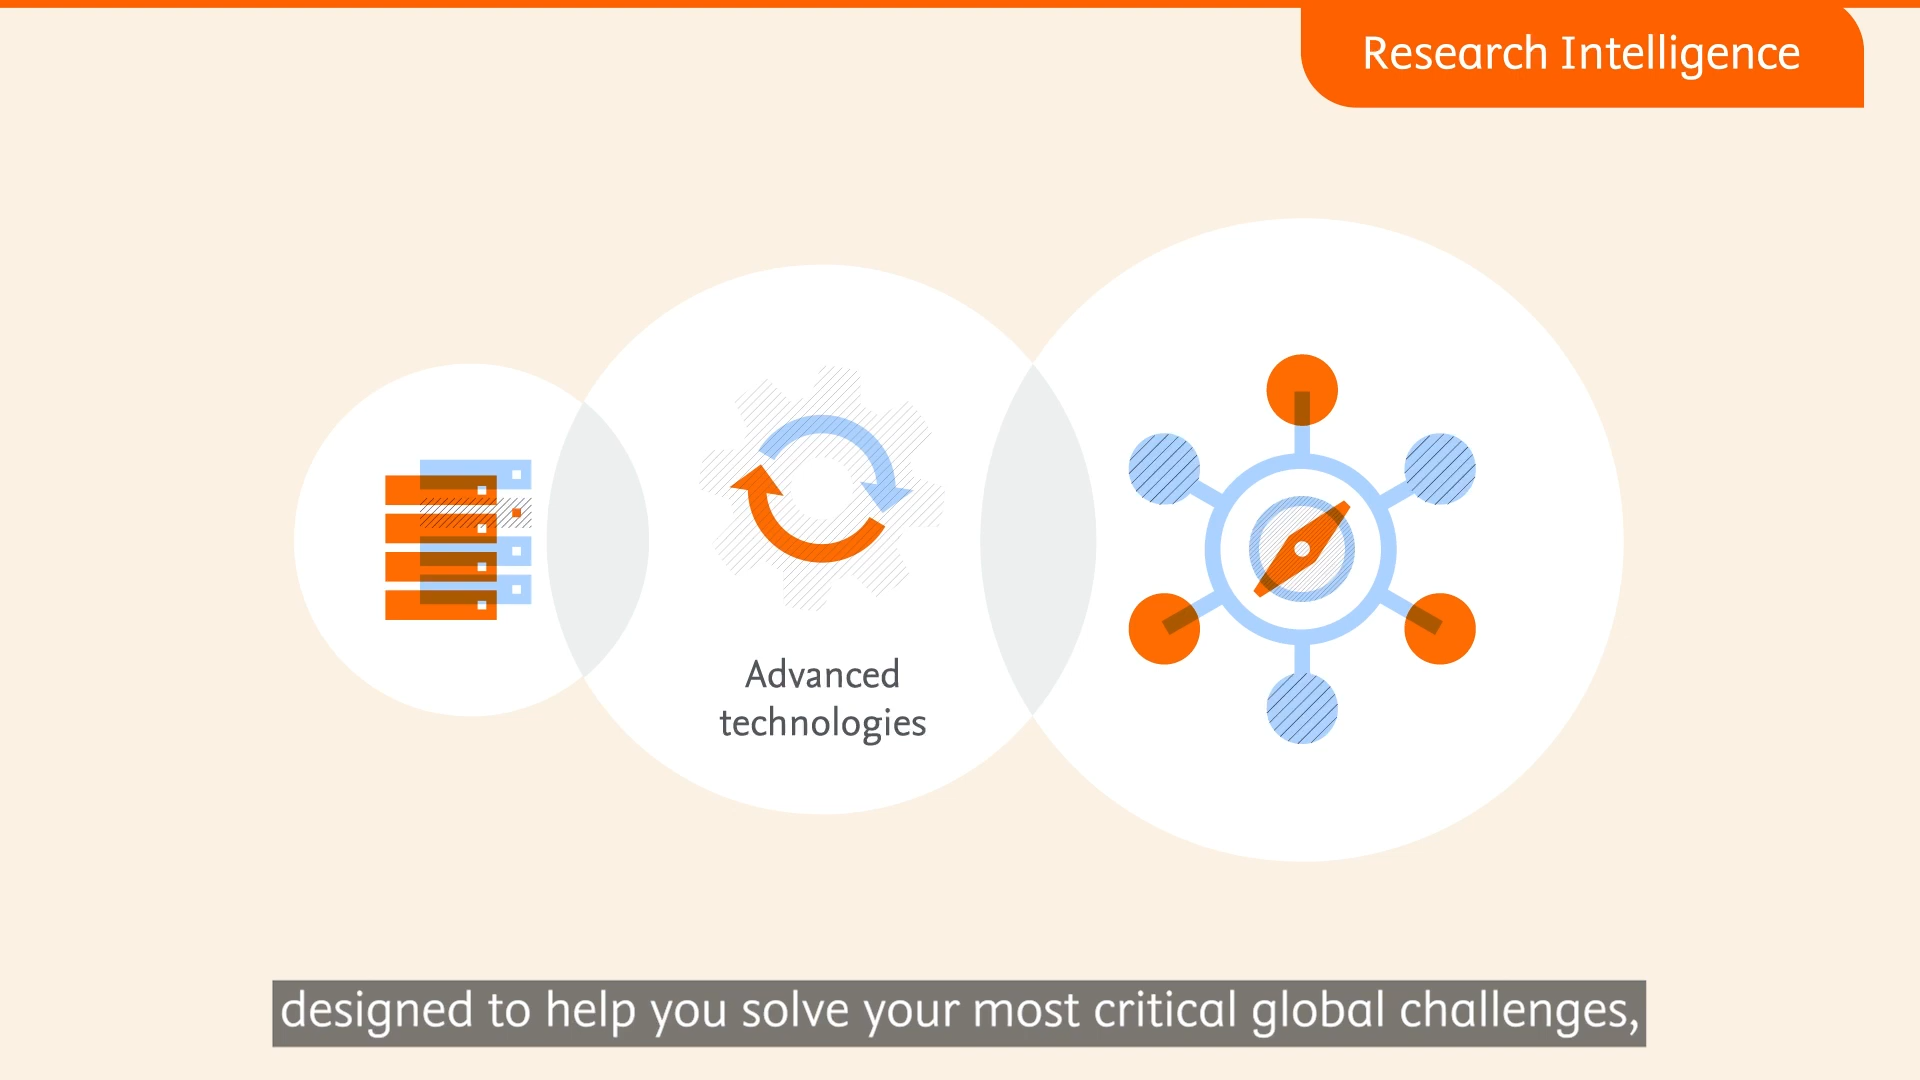 Research Intelligence
Advanced
technologies
designed to help you solve your most critical global challenges,